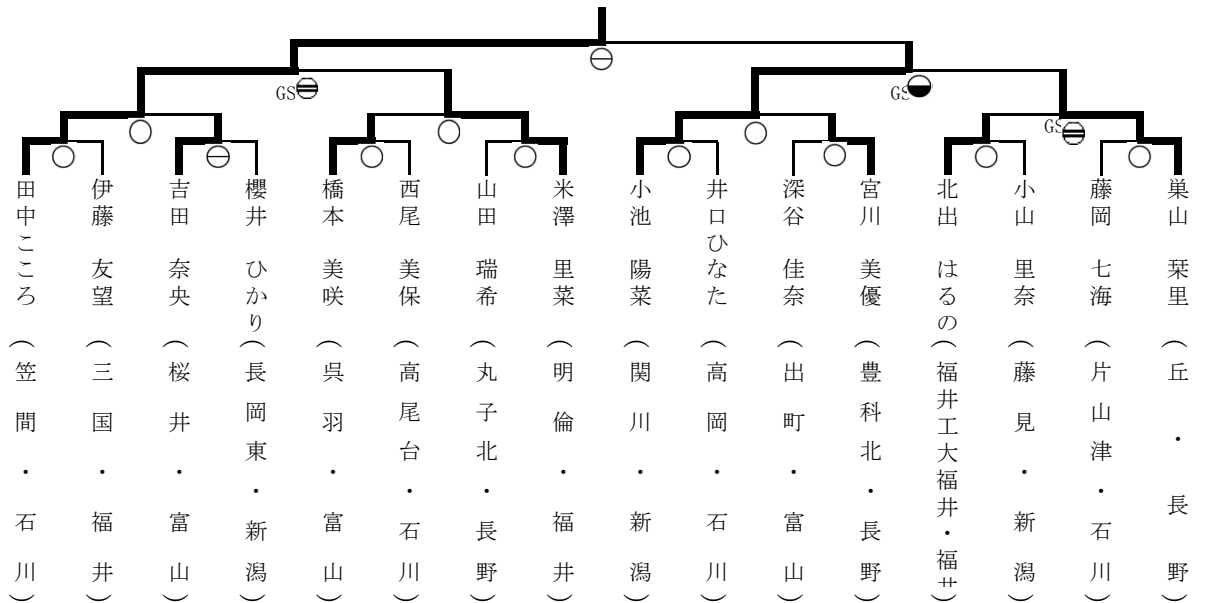 GS
GS
GS
田中こころ（笠間・石川）
伊藤 友望（三国・福井）
吉田 奈央（桜井・富山）
櫻井 ひかり（長岡東・新潟）
橋本 美咲（呉羽・富山）
西尾 美保（高尾台・石川）
山田 瑞希（丸子北・長野）
米澤 里菜（明倫・福井）
小池 陽菜（関川・新潟）
井口ひなた（高岡・石川）
深谷 佳奈（出町・富山）
宮川 美優（豊科北・長野）
北出 はるの（福井工大福井・福井
小山 里奈（藤見・新潟）
藤岡 七海（片山津・石川）
巣山 栞里（丘・長野）